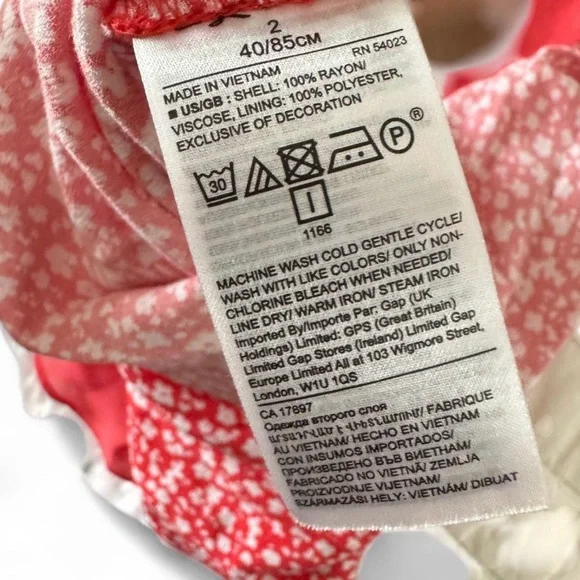 2
40/85CM
RN 54023
MADE IN VIETNAM
■ US/GB : SHELL: 100% RAYON/
VISCOSE, LINING: 100% POLYESTER,
EXCLUSIVE OF DECORATION
30
P
®
I
1166
MACHINE WASH COLD GENTLE CYCLE/
WASH WITH LIKE COLORS/ ONLY NON-
CHLORINE BLEACH WHEN NEEDED/
LINE DRY/ WARM IRON/ STEAM IRON
Imported By/Importe Par: Gap (UK
Holdings) Limited: GPS (Great Britain)
Limited Gap Stores (Ireland) Limited Gap
Europe Limited All at 103 Wigmore Street,
London, W1U 1QS
CA 17897
Одежда второго слоя
ԱՐՏԱԴՐՎԱԾ Է ՎԻԵՏՆԱՄՈՒՄ/ FABRIQUE
AU VIETNAM/ HECHO EN VIETNAM
CON INSUMOS IMPORTADOS/
ПРОИЗВЕДЕНО ВЪВ ВИЕТНАМ/
FABRICADO NO VIETNÃ/ ZEMLJA
PROIZVODNJE VIJETNAM/
SZÁRMAZÁSI HELY: VIETNÁM/ DIBUAT